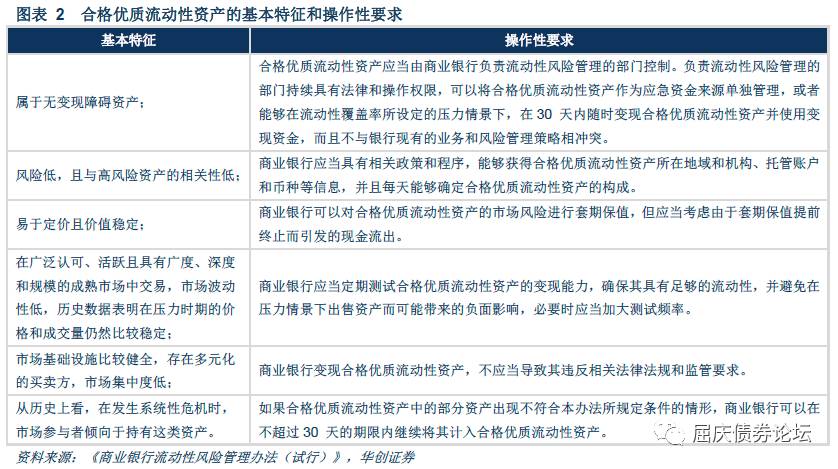 图表 2 合格优质流动性资产的基本特征和操作性要求
基本特征
操作性要求
属于无变现障碍资产；
合格优质流动性资产应当由商业银行负责流动性风险管理的部门控制。负责流动性风险管理的
部门持续具有法律和操作权限，可以将合格优质流动性资产作为应急资金来源单独管理，或者
能够在流动性覆盖率所设定的压力情景下，在 30 天内随时变现合格优质流动性资产并使用变
现资金，而且不与银行现有的业务和风险管理策略相冲突。
风险低，且与高风险资产的相关性低；
商业银行应当具有相关政策和程序，能够获得合格优质流动性资产所在地域和机构、托管账户
和币种等信息，并且每天能够确定合格优质流动性资产的构成。
易于定价且价值稳定；
商业银行可以对合格优质流动性资产的市场风险进行套期保值，但应当考虑由于套期保值提前
终止而引发的现金流出。
在广泛认可、活跃且具有广度、深度
和规模的成熟市场中交易，市场波动
性低，历史数据表明在压力时期的价
格和成交量仍然比较稳定；
商业银行应当定期测试合格优质流动性资产的变现能力，确保其具有足够的流动性，并避免在
压力情景下出售资产而可能带来的负面影响，必要时应当加大测试频率。
市场基础设施比较健全，存在多元化
的买卖方，市场集中度低；
商业银行变现合格优质流动性资产，不应当导致其违反相关法律法规和监管要求。
从历史上看，在发生系统性危机时，
市场参与者倾向于持有这类资产。
如果合格优质流动性资产中的部分资产出现不符合本办法所规定条件的情形，商业银行可以在
不超过 30 天的期限内继续将其计入合格优质流动性资产。
屈庆债券论坛
资料来源：《商业银行流动性风险管理办法（试行）》，华创证券